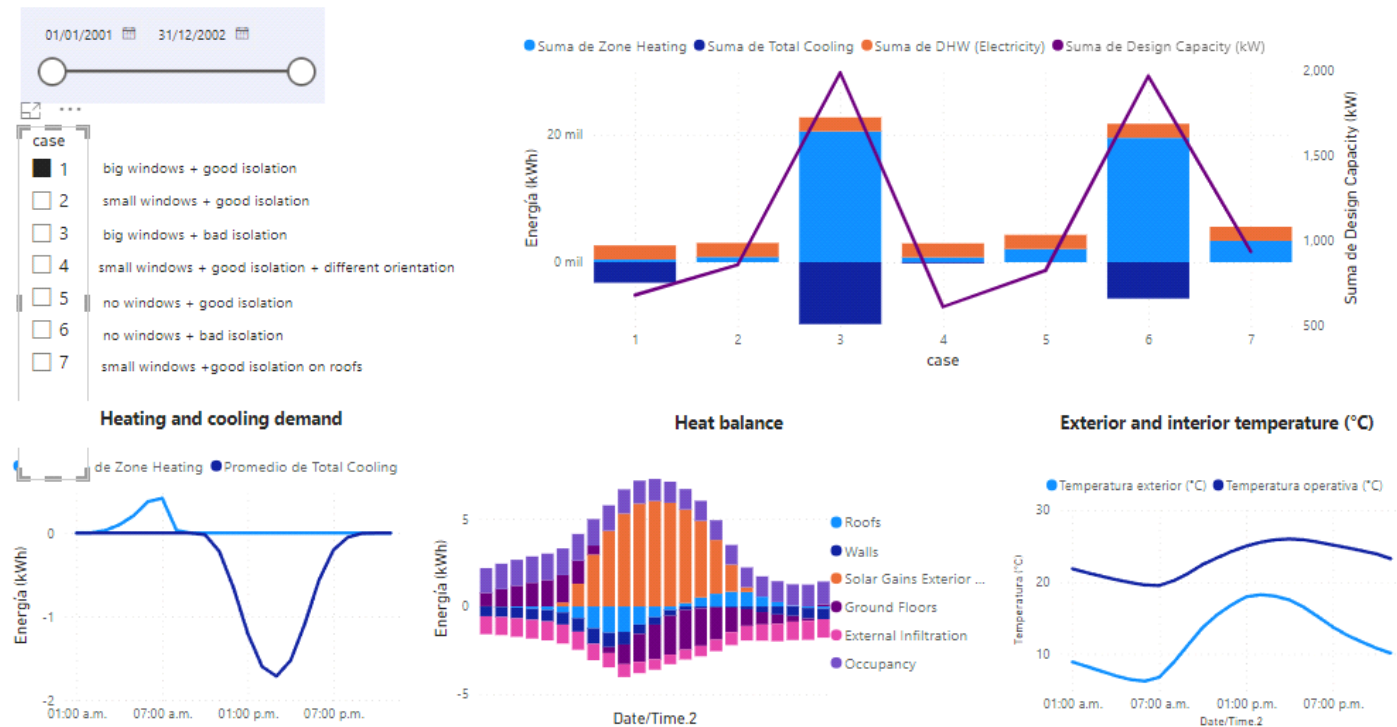 01/01/2001 31/12/2002
case
1 big windows + good isolation
2 small windows + good isolation
3 big windows + bad isolation
4 small windows + good isolation + different orientation
5 no windows + good isolation
6 no windows + bad isolation
7 small windows +good isolation on roofs
Suma de Zone Heating Suma de Total Cooling Suma de DHW (Electricity) Suma de Design Capacity (kW)
Energía (kWh)
20 mil
0 mil
2,000
1,500
1,000
500
Suma de Design Capacity (kW)
1 2 3 4 5 6 7
case
Heating and cooling demand
de Zone Heating Promedio de Total Cooling
Energía (kWh)
0
-1
-2
01:00 a.m. 07:00 a.m. 01:00 p.m. 07:00 p.m.
Heat balance
Energía (kWh)
5
0
-5
Date/Time.2
Roofs
Walls
Solar Gains Exterior ...
Ground Floors
External Infiltration
Occupancy
Exterior and interior temperature (°C)
Temperatura exterior (°C) Temperatura operativa (°C)
Temperatura (°C)
30
20
10
01:00 a.m. 07:00 a.m. 01:00 p.m. 07:00 p.m.
Date/Time.2